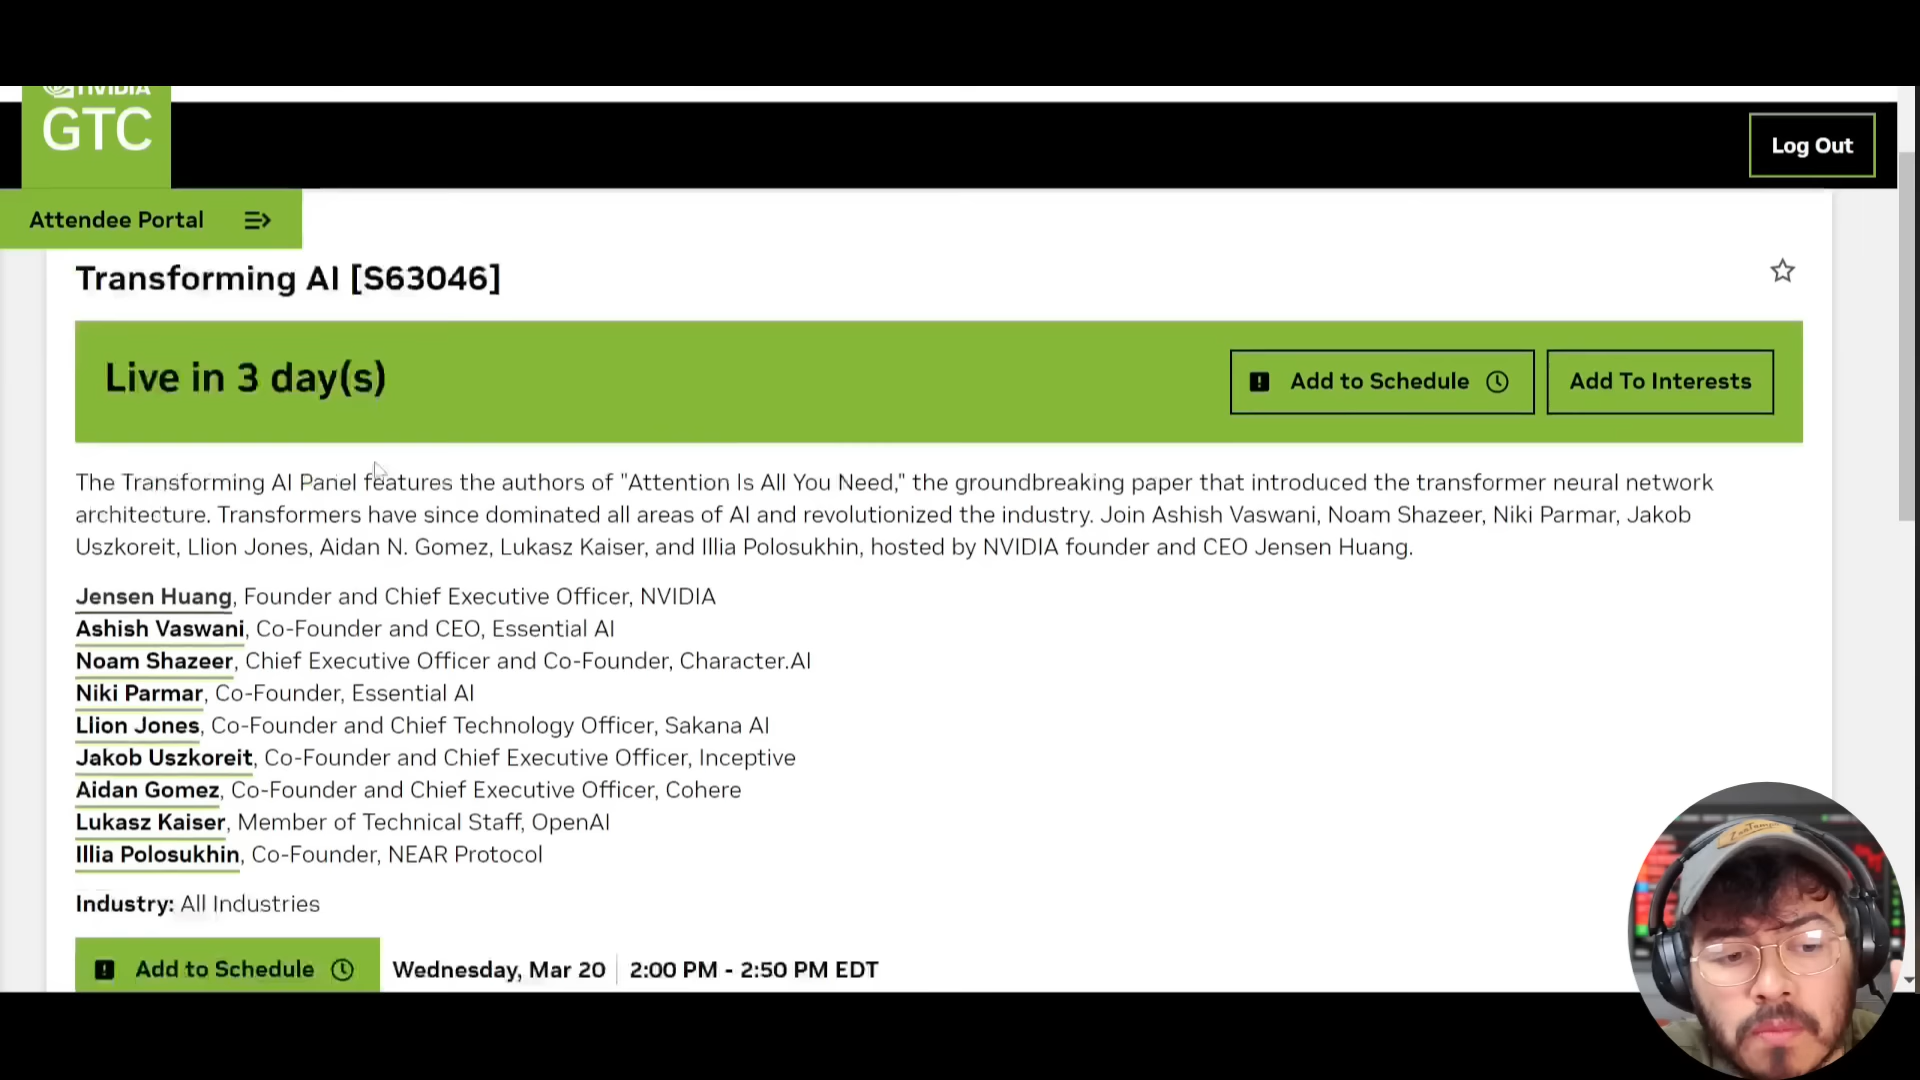 NVIDIA
GTC
Log Out
Attendee Portal
Transforming AI [S63046]
Live in 3 day(s)
Add to Schedule
Add To Interests
The Transforming AI Panel features the authors of "Attention Is All You Need," the groundbreaking paper that introduced the transformer neural network
architecture. Transformers have since dominated all areas of AI and revolutionized the industry. Join Ashish Vaswani, Noam Shazeer, Niki Parmar, Jakob
Uszkoreit, Llion Jones, Aidan N. Gomez, Lukasz Kaiser, and Illia Polosukhin, hosted by NVIDIA founder and CEO Jensen Huang.
Jensen Huang, Founder and Chief Executive Officer, NVIDIA
Ashish Vaswani, Co-Founder and CEO, Essential AI
Noam Shazeer, Chief Executive Officer and Co-Founder, Character.AI
Niki Parmar, Co-Founder, Essential AI
Llion Jones, Co-Founder and Chief Technology Officer, Sakana AI
Jakob Uszkoreit, Co-Founder and Chief Executive Officer, Inceptive
Aidan Gomez, Co-Founder and Chief Executive Officer, Cohere
Lukasz Kaiser, Member of Technical Staff, OpenAI
Illia Polosukhin, Co-Founder, NEAR Protocol
Industry: All Industries
Add to Schedule
Wednesday, Mar 20 | 2:00 PM - 2:50 PM EDT